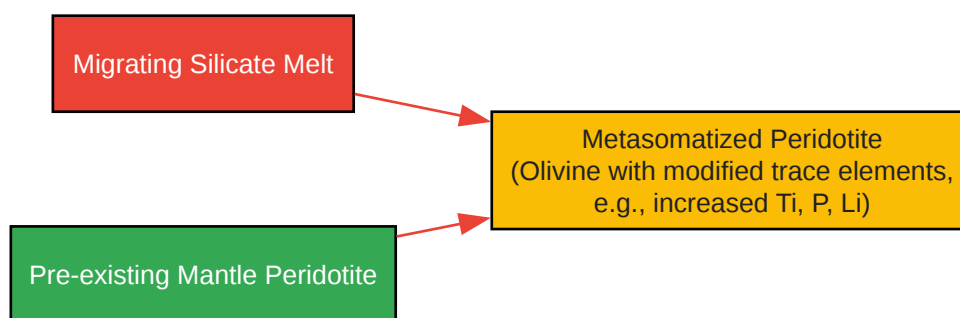 Migrating Silicate Melt
Metasomatized Peridotite
(Olivine with modified trace elements,
e.g., increased Ti, P, Li)
Pre-existing Mantle Peridotite